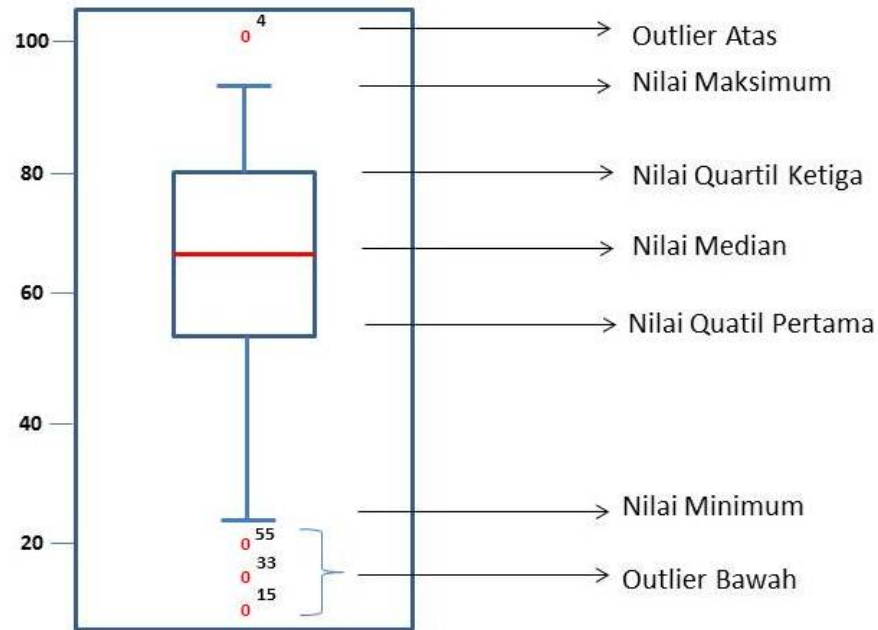 4
0
100
Outlier Atas
Nilai Maksimum
80
Nilai Quartil Ketiga
Nilai Median
60
Nilai Quatil Pertama
40
Nilai Minimum
20
0 55
0 33
0 15
Outlier Bawah